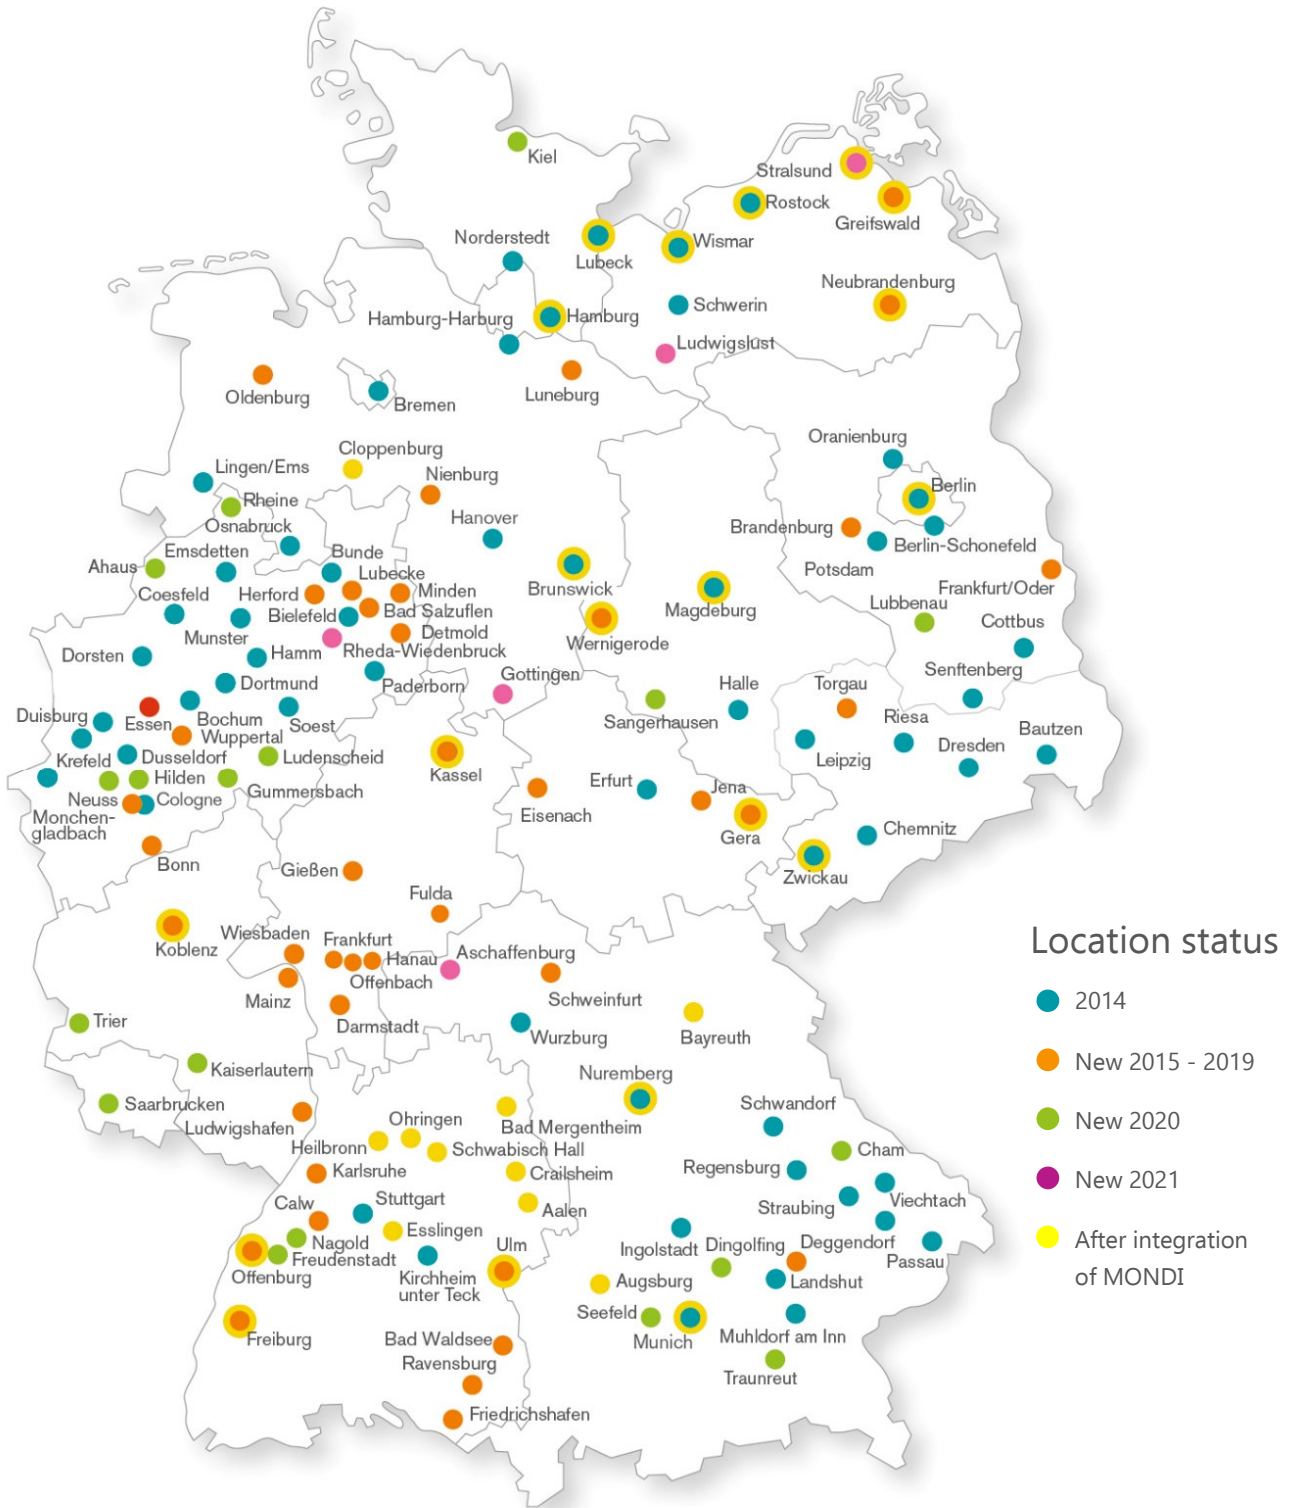 Kiel
Stralsund
Rostock
Greifswald
Norderstedt
Lubeck
Wismar
Neubrandenburg
Hamburg-Harburg
Hamburg
Schwerin
Ludwigslust
Oldenburg
Bremen
Luneburg
Cloppenburg
Oranienburg
Lingen/Ems
Nienburg
Berlin
Rheine
Osnabruck
Hanover
Brandenburg
Berlin-Schonefeld
Emsdetten
Bunde
Ahaus
Lubecke
Potsdam
Brunswick
Minden
Frankfurt/Oder
Coesfeld
Herford
Bad Salzuflen
Magdeburg
Lubbenau
Bielefeld
Cottbus
Munster
Detmold
Wernigerode
Dorsten
Hamm
Rheda-Wiedenbruck
Senftenberg
Gottingen
Dortmund
Paderborn
Halle
Torgau
Duisburg
Essen
Bochum
Soest
Sangerhausen
Riesa
Wuppertal
Bautzen
Krefeld
Dusseldorf
Ludenscheid
Kassel
Leipzig
Dresden
Hilden
Erfurt
Jena
Gummersbach
Neuss
Cologne
Eisenach
Monchen-
gladbach
Gera
Chemnitz
Bonn
Gießen
Zwickau
Fulda
Koblenz
Wiesbaden
Frankfurt
Hanau
Aschaffenburg
Offenbach
Mainz
Schweinfurt
Darmstadt
Trier
Wurzburg
Bayreuth
Kaiserlautern
Nuremberg
Saarbrucken
Schwandorf
Ludwigshafen
Ohringen
Bad Mergentheim
Heilbronn
Schwabisch Hall
Cham
Karlsruhe
Crailsheim
Regensburg
Calw
Stuttgart
Viechtach
Aalen
Straubing
Esslingen
Nagold
Ulm
Ingolstadt
Dingolfing
Deggendorf
Freudenstadt
Passau
Offenburg
Kirchheim
unter Teck
Augsburg
Landshut
Seefeld
Freiburg
Bad Waldsee
Munich
Muhldorf am Inn
Ravensburg
Traunreut
Friedrichshafen
Location status
2014
New 2015 - 2019
New 2020
New 2021
After integration
of MONDI